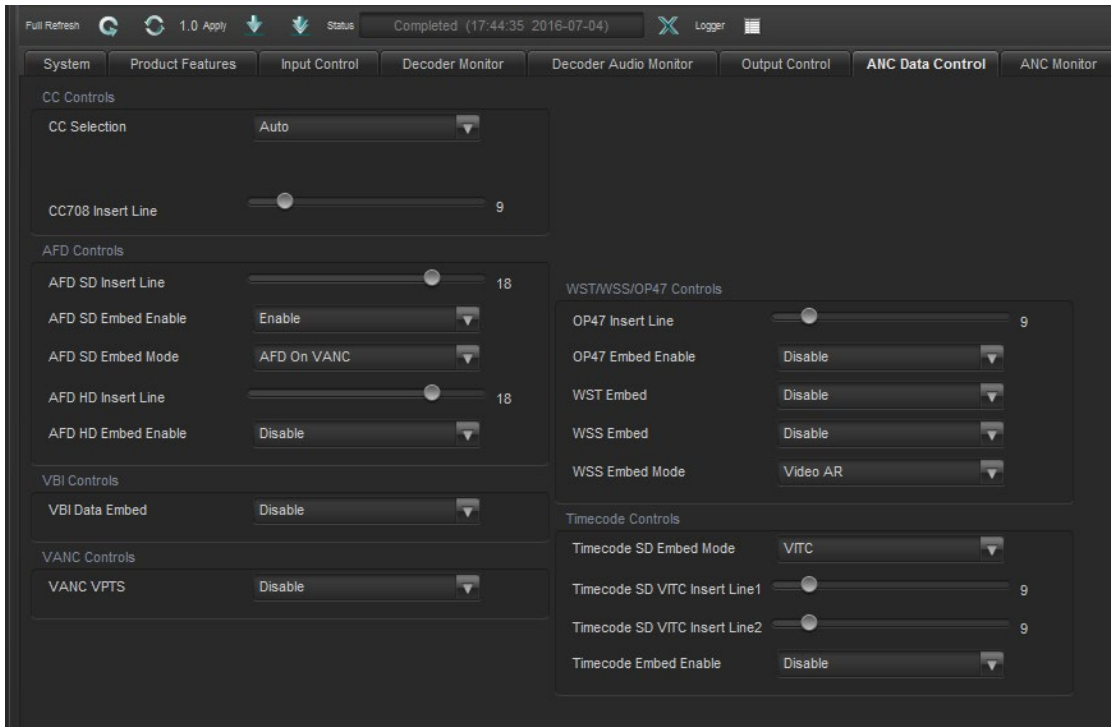 Full Refresh 1.0 Apply Status Completed (17:44:35 2016-07-04) Logger
System Product Features Input Control Decoder Monitor Decoder Audio Monitor Output Control ANC Data Control ANC Monitor
CC Controls
CC Selection Auto
CC708 Insert Line 9
AFD Controls
AFD SD Insert Line 18
AFD SD Embed Enable Enable
AFD SD Embed Mode AFD On VANC
AFD HD Insert Line 18
AFD HD Embed Enable Disable
VBI Controls
VBI Data Embed Disable
VANC Controls
VANC VPTS Disable
WST/WSS/OP47 Controls
OP47 Insert Line 9
OP47 Embed Enable Disable
WST Embed Disable
WSS Embed Disable
WSS Embed Mode Video AR
Timecode Controls
Timecode SD Embed Mode VITC
Timecode SD VITC Insert Line1 9
Timecode SD VITC Insert Line2 9
Timecode Embed Enable Disable